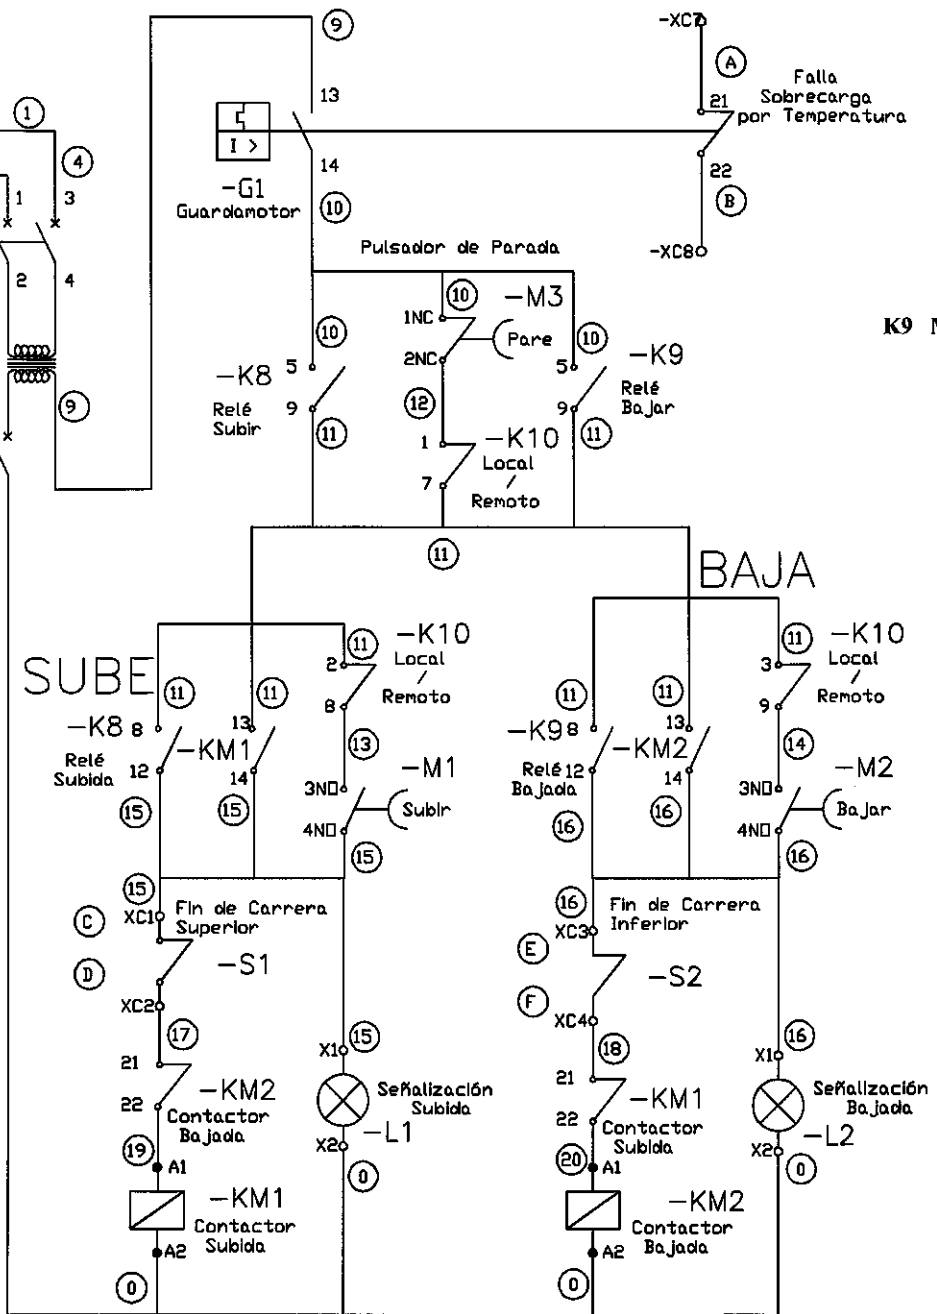 9
-XC7
A
Falla
Sobrecarga
por Temperatura
21
22
B
-XC8
1
4
1 3
2 4
9
13
I >
14
-G1
Guardamotor
10
Pulsador de Parada
10
-K8
5
9
Relé
Subir
11
10
-M3
1NC
Pare
2NC
12
1
-K10
7
Local
/
Remoto
10
-K9
5
9
Relé
Bajar
11
K9
11
SUBE
BAJA
11
-K8
8
12
Relé
Subida
15
11
13
-KM1
14
15
11
-K10
2
8
Local
/
Remoto
13
3NO
-M1
Subir
4NO
15
11
-K9
8
12
Relé
Bajada
16
11
13
-KM2
14
16
11
-K10
3
9
Local
/
Remoto
14
3NO
-M2
Bajar
4NO
16
15
C
XC1
Fin de Carrera
Superior
D
-S1
XC2
17
21
22
-KM2
Contactor
Bajada
19
A1
-KM1
Contactor
Subida
A2
0
15
X1
Señalización
Subida
-L1
X2
0
16
XC3
Fin de Carrera
Inferior
E
-S2
F
XC4
18
21
22
-KM1
Contactor
Subida
20
A1
-KM2
Contactor
Bajada
A2
0
16
X1
Señalización
Bajada
-L2
X2
0